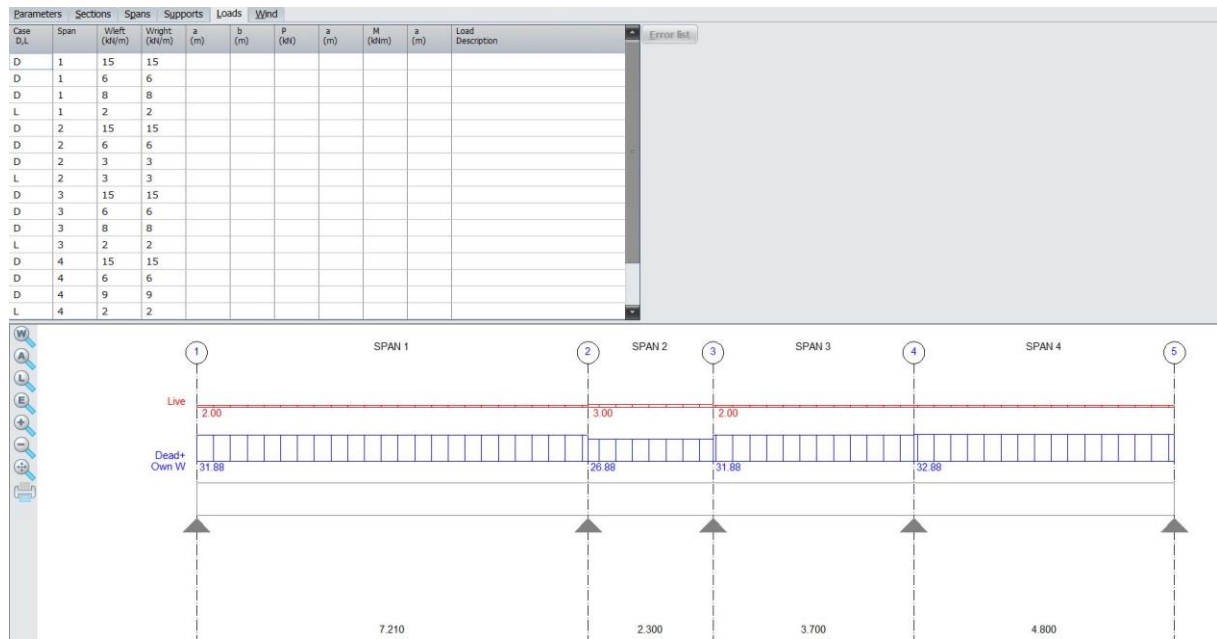 Parameters Sections Spans Supports Loads Wind
Case D,L Span Wleft (kN/m) Wright (kN/m) a (m) b (m) P (kN) a (m) M (kNm) a (m) Load Description
Error list
D 1 15 15
D 1 6 6
D 1 8 8
L 1 2 2
D 2 15 15
D 2 6 6
D 2 3 3
L 2 3 3
D 3 15 15
D 3 6 6
D 3 8 8
L 3 2 2
D 4 15 15
D 4 6 6
D 4 9 9
L 4 2 2
W
A
L
E
1 SPAN 1 2 SPAN 2 3 SPAN 3 4 SPAN 4 5
Live
2.00 3.00 2.00
Dead+
Own W 31.88 26.88 31.88 32.88
7.210 2.300 3.700 4.800